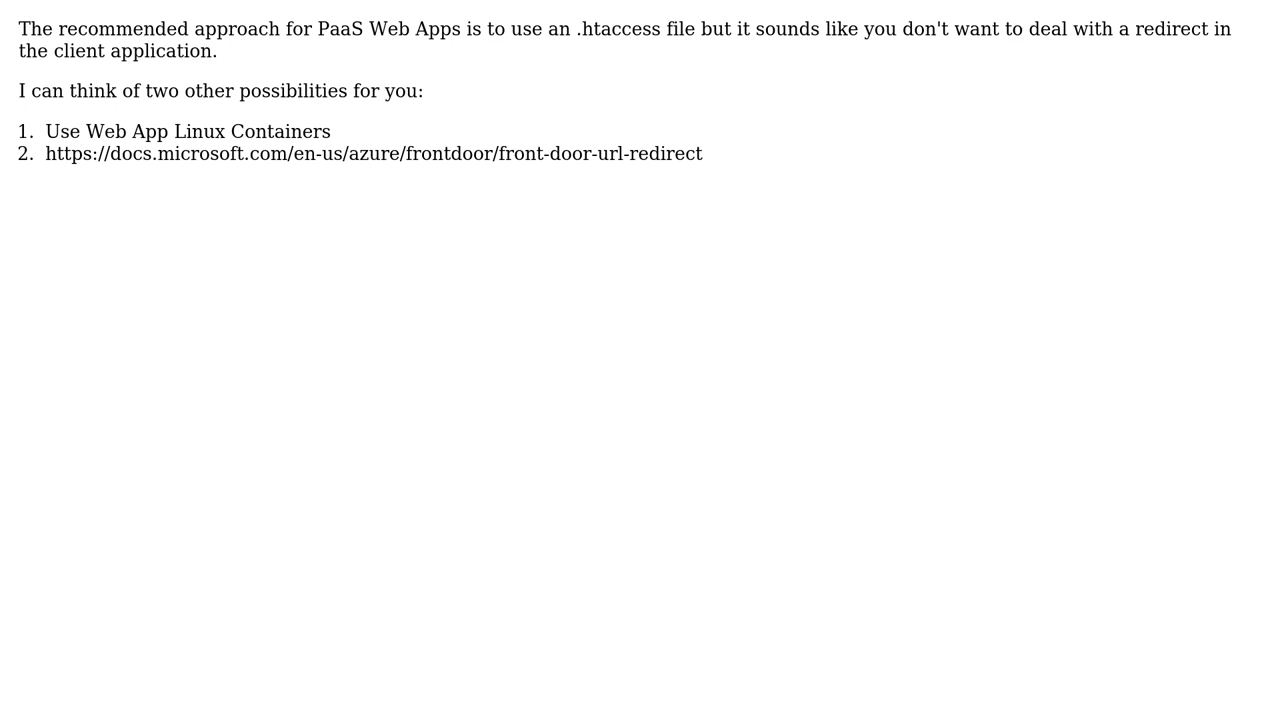 The recommended approach for PaaS Web Apps is to use an .htaccess file but it sounds like you don't want to deal with a redirect in
the client application.
I can think of two other possibilities for you:
1. Use Web App Linux Containers
2. https://docs.microsoft.com/en-us/azure/frontdoor/front-door-url-redirect